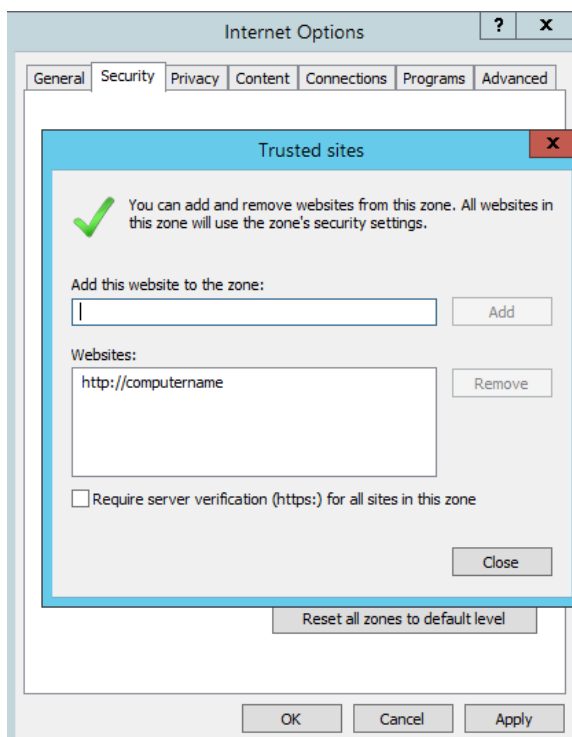 Internet Options
? x
General Security Privacy Content Connections Programs Advanced
Trusted sites
x
You can add and remove websites from this zone. All websites in
this zone will use the zone's security settings.
Add this website to the zone:
Add
Websites:
http://computername
Remove
Require server verification (https:) for all sites in this zone
Close
Reset all zones to default level
OK Cancel Apply